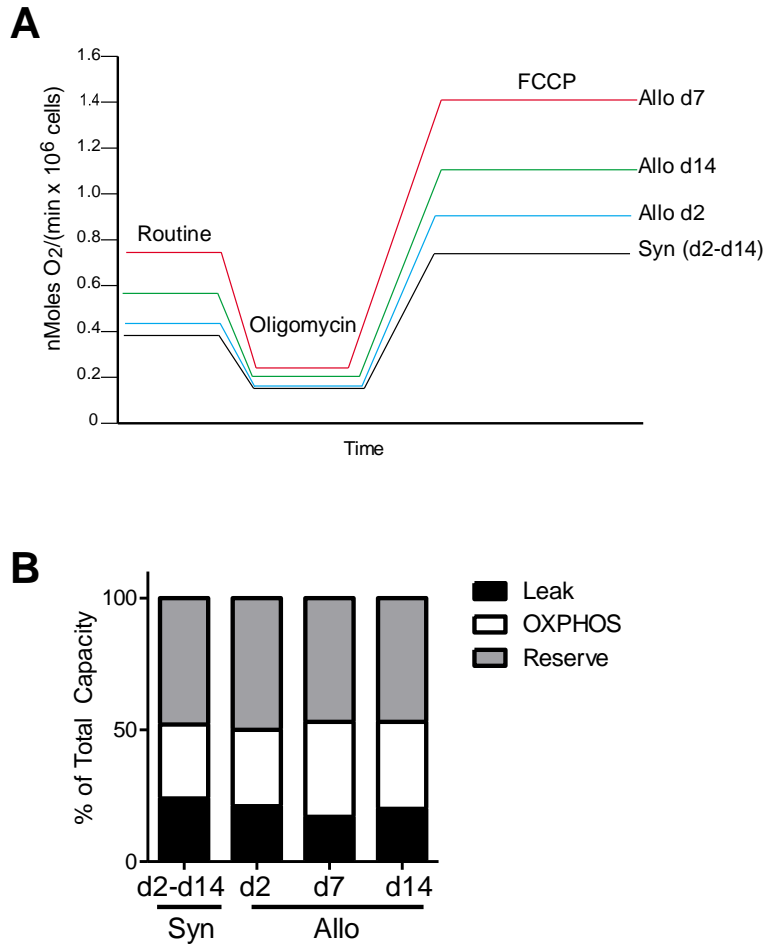 A
1.6
1.4
1.2
1.0
0.8
0.6
0.4
0.2
0
nMoles O2/(min x 10⁶ cells)
Routine
Oligomycin
FCCP
Allo d7
Allo d14
Allo d2
Syn (d2-d14)
Time
B
100
50
0
% of Total Capacity
Leak
OXPHOS
Reserve
d2-d14 d2 d7 d14
Syn Allo